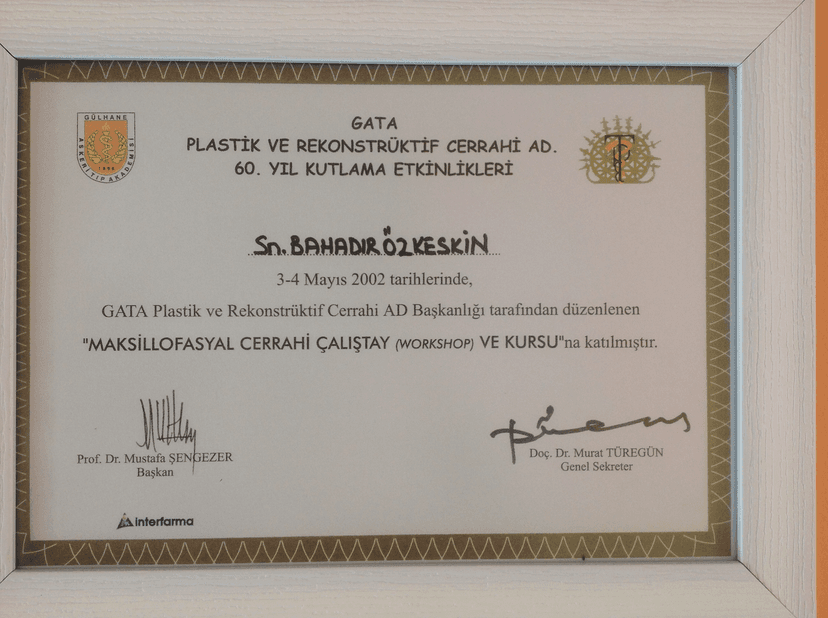 GÜLHANE
ASKERİ TIP AKADEMİSİ
1898
GATA
PLASTİK VE REKONSTRÜKTİF CERRAHİ AD.
60. YIL KUTLAMA ETKİNLİKLERİ
Sn. BAHADIR ÖZKESKİN
3-4 Mayıs 2002 tarihlerinde,
GATA Plastik ve Rekonstrüktif Cerrahi AD Başkanlığı tarafından düzenlenen
"MAKSİLLOFASYAL CERRAHİ ÇALIŞTAY (WORKSHOP) VE KURSU"na katılmıştır.
Prof. Dr. Mustafa ŞENGEZER
Başkan
Doç. Dr. Murat TÜREGÜN
Genel Sekreter
interfarma